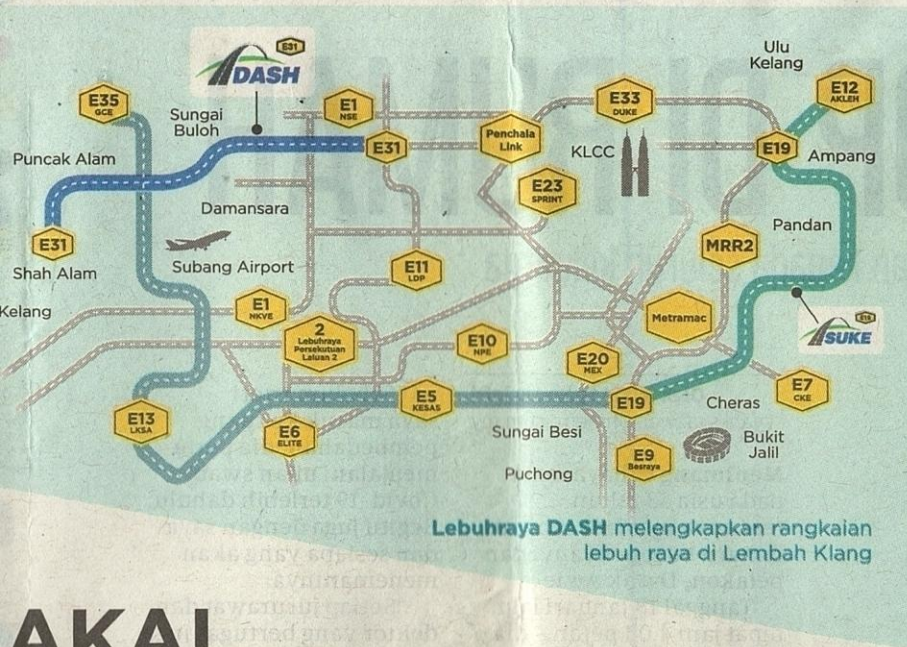 E31
DASH
Ulu
Kelang
E35
GCE
Sungai
Buloh
E1
NSE
E33
DUKE
E12
AKLEH
Puncak Alam
E31
Penchala
Link
KLCC
E19
Ampang
Damansara
E23
SPRINT
Pandan
E31
Shah Alam
Subang Airport
E11
LDP
MRR2
Kelang
E1
NKVE
2
Lebuhraya
Persekutuan
Laluan 2
E10
NPE
Metramac
E18
SUKE
E20
MEX
E13
LKSA
E5
KESAS
E19
Cheras
E7
CKE
E6
ELITE
Sungai Besi
Puchong
E9
Besraya
Bukit
Jalil
Lebuhraya DASH melengkapkan rangkaian
lebuh raya di Lembah Klang
AKAI